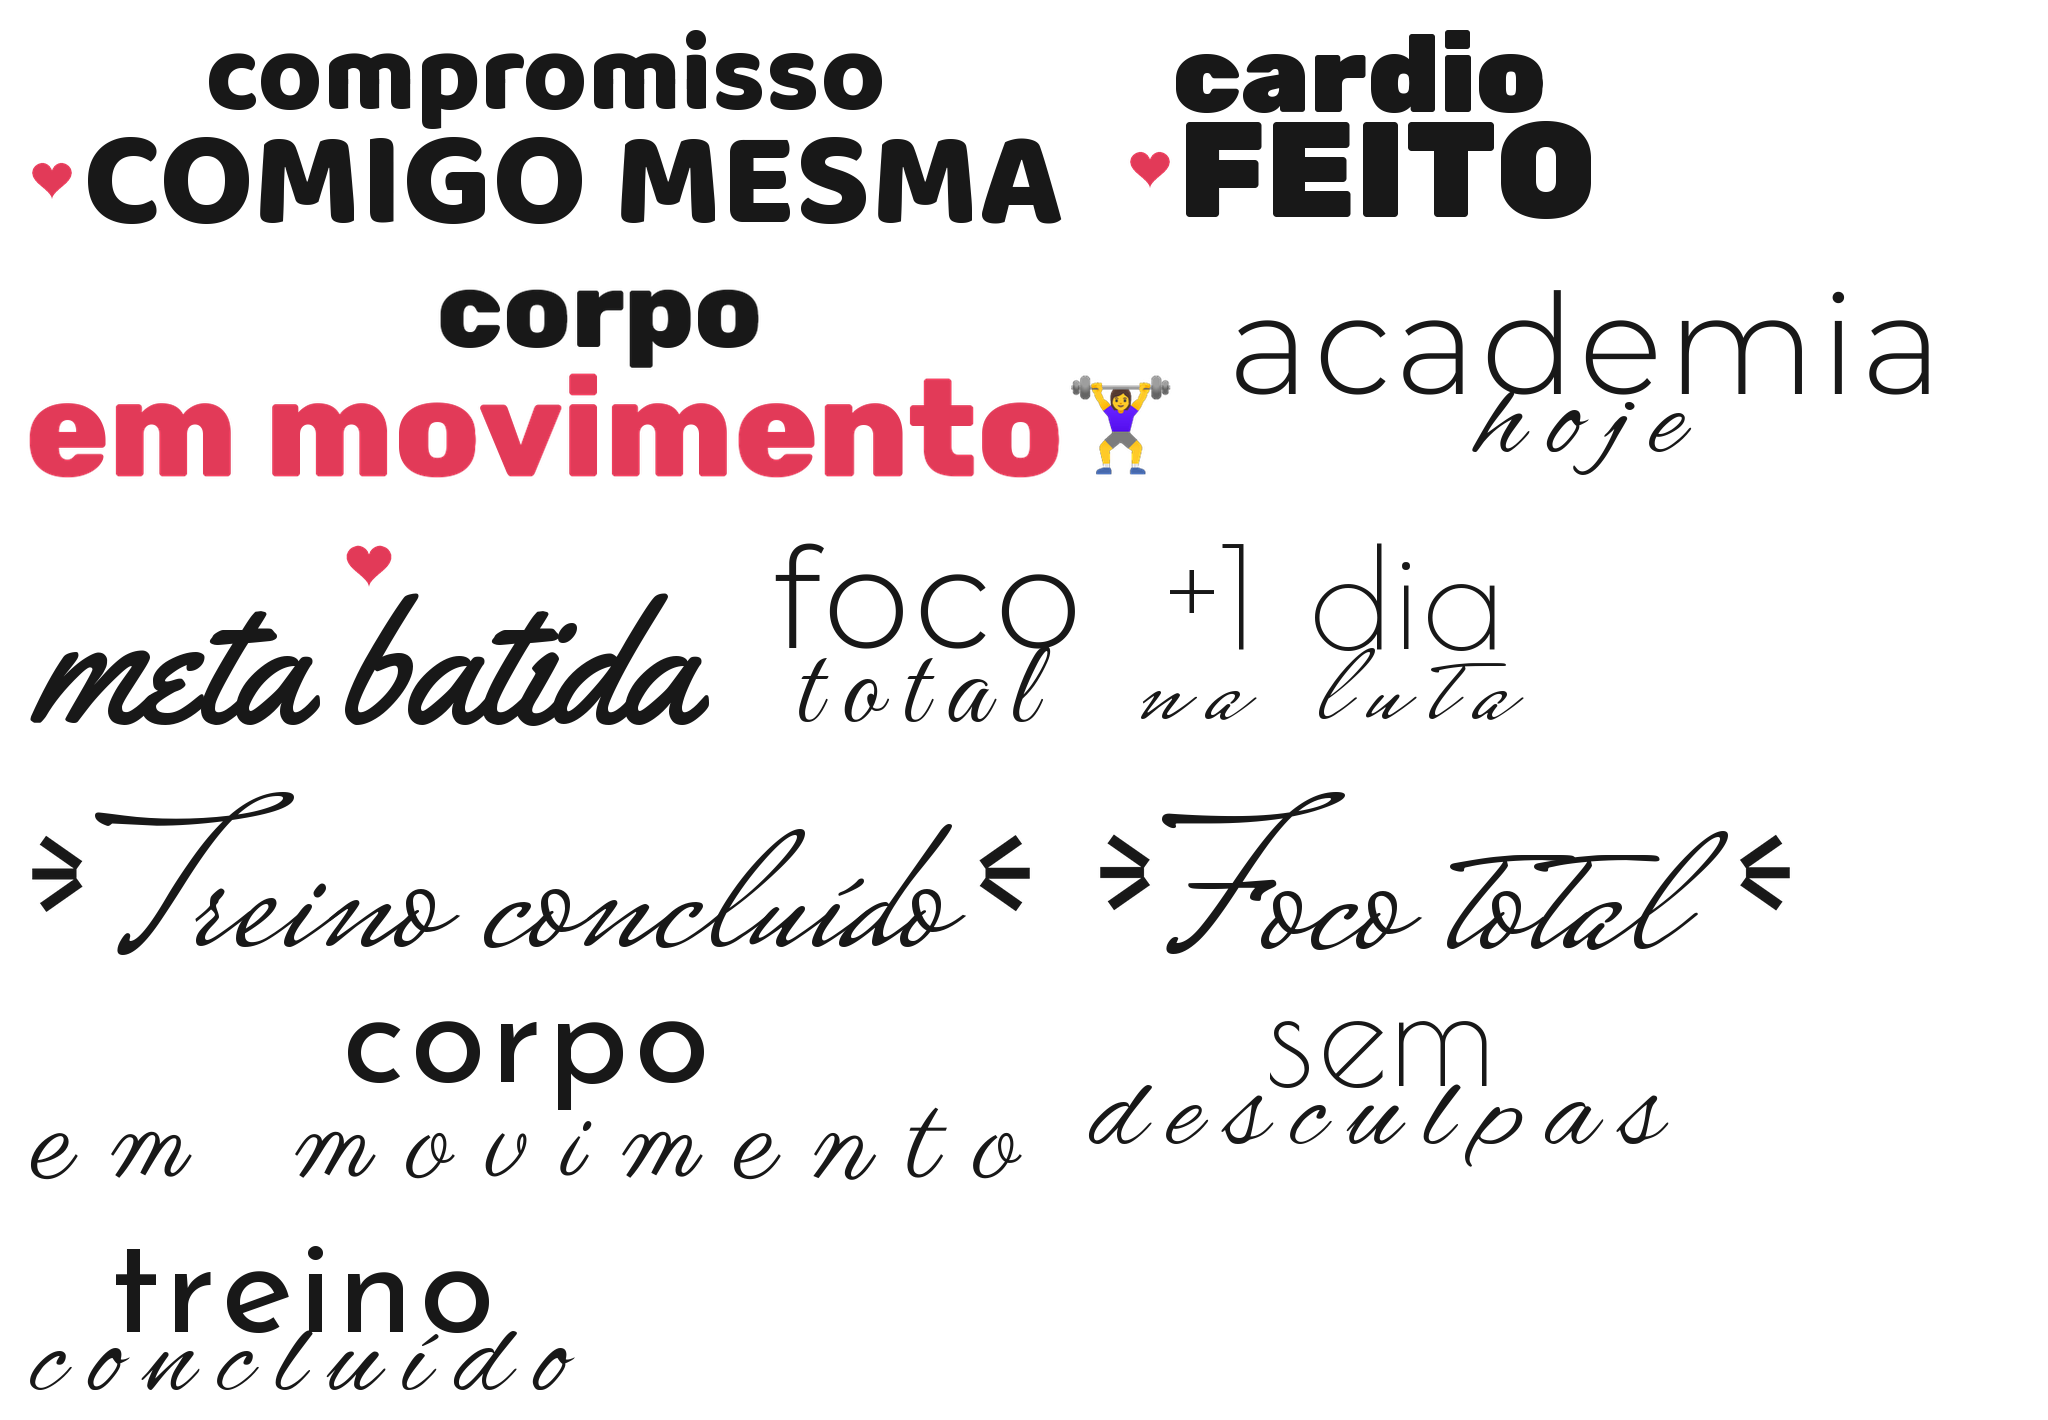 compromisso
COMIGO MESMA
cardio
FEITO
corpo
em movimento
academia
hoje
meta batida
foco
total
+1 dia
na luta
Treino concluído
Foco total
corpo
em movimento
sem
desculpas
treino
concluído